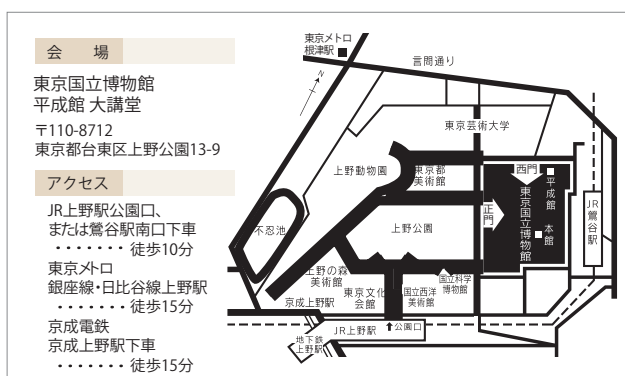 会　場
東京国立博物館
平成館 大講堂
〒110-8712
東京都台東区上野公園13-9
アクセス
JR上野駅公園口、
または鶯谷駅南口下車
・・・・・・・徒歩10分
東京メトロ
銀座線・日比谷線上野駅
・・・・・・・徒歩15分
京成電鉄
京成上野駅下車
・・・・・・・徒歩15分
東京メトロ
根津駅
言問通り
N
東京芸術大学
上野動物園
東京都
美術館
西門
平成館
東京国立博物館
本館
正門
JR鶯谷駅
不忍池
上野公園
上野の森
美術館
国立科学
博物館
京成上野駅
東京文化
会館
国立西洋
美術館
JR上野駅
公園口
地下鉄
上野駅